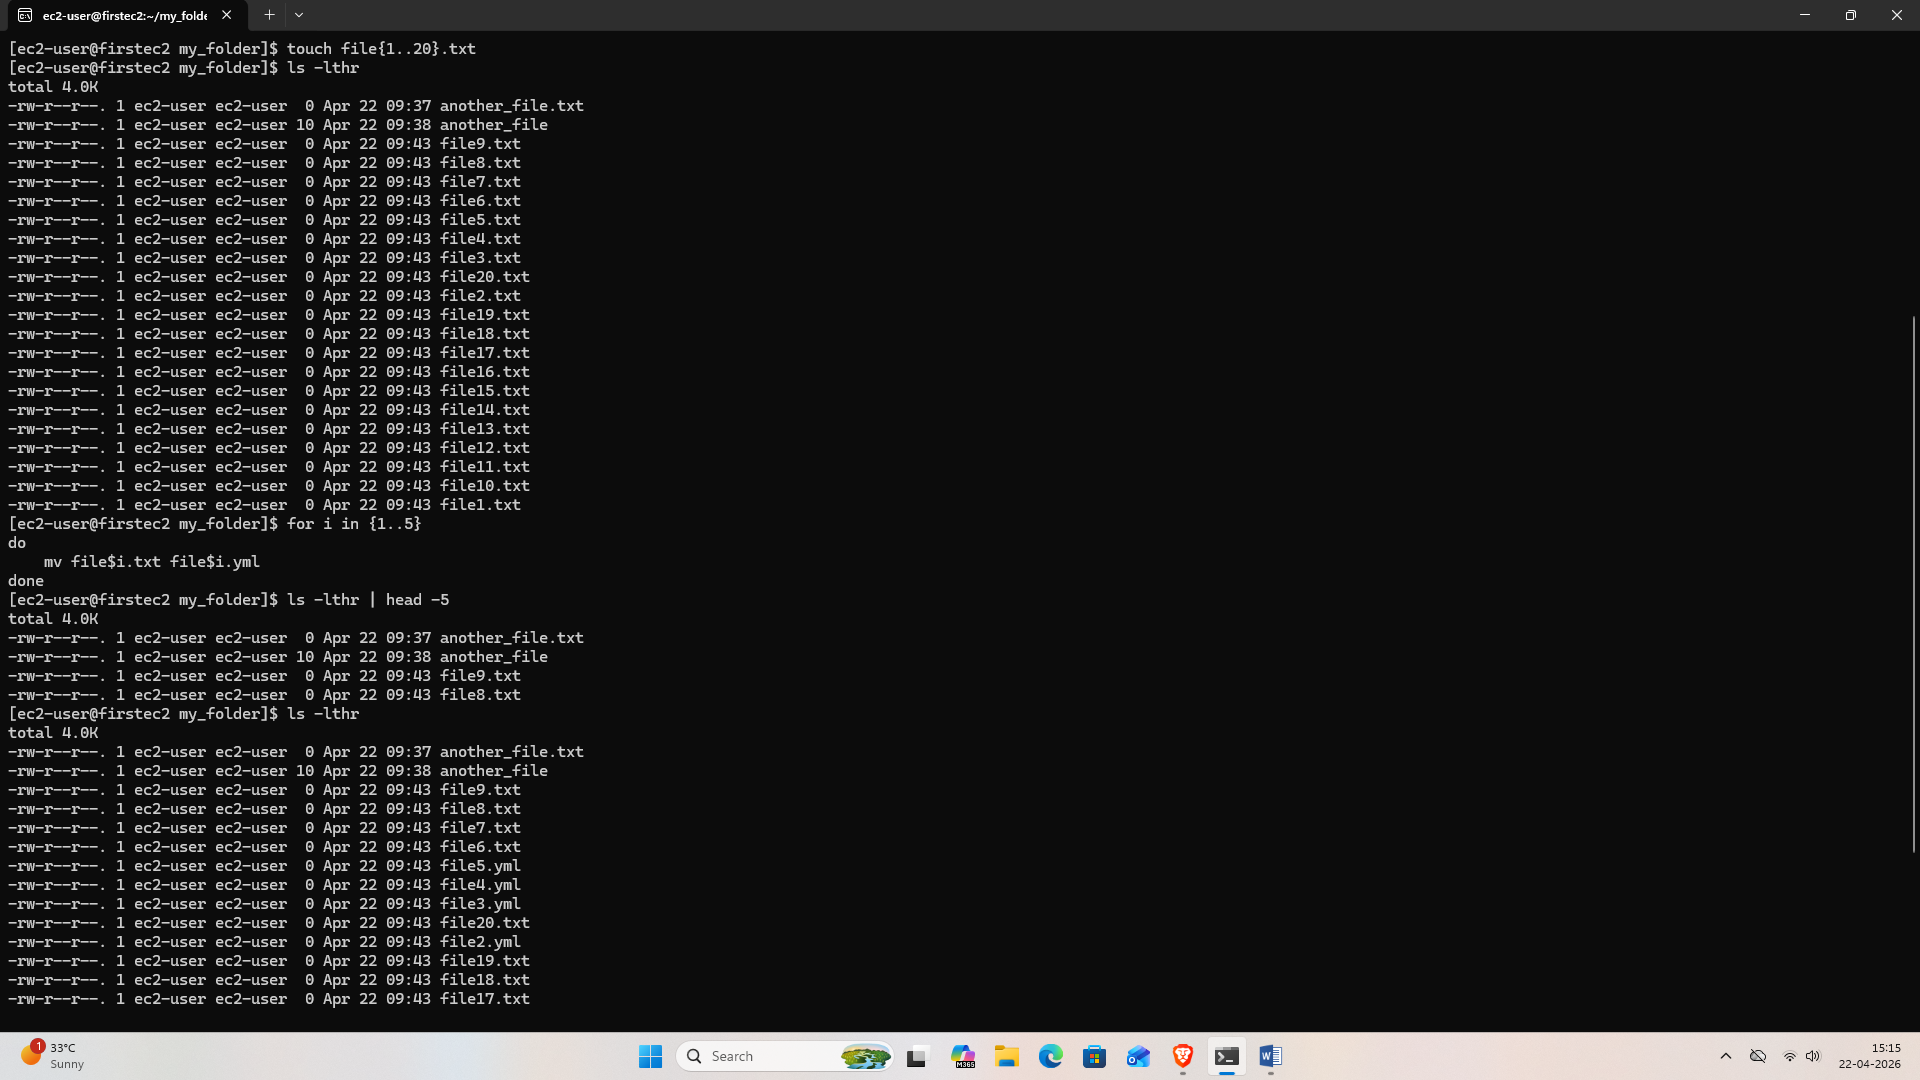 ec2-user@firstec2:~/my_folde
[ec2-user@firstec2 my_folder]$ touch file{1..20}.txt
[ec2-user@firstec2 my_folder]$ ls -lthr
total 4.0K
-rw-r--r--. 1 ec2-user ec2-user  0 Apr 22 09:37 another_file.txt
-rw-r--r--. 1 ec2-user ec2-user 10 Apr 22 09:38 another_file
-rw-r--r--. 1 ec2-user ec2-user  0 Apr 22 09:43 file9.txt
-rw-r--r--. 1 ec2-user ec2-user  0 Apr 22 09:43 file8.txt
-rw-r--r--. 1 ec2-user ec2-user  0 Apr 22 09:43 file7.txt
-rw-r--r--. 1 ec2-user ec2-user  0 Apr 22 09:43 file6.txt
-rw-r--r--. 1 ec2-user ec2-user  0 Apr 22 09:43 file5.txt
-rw-r--r--. 1 ec2-user ec2-user  0 Apr 22 09:43 file4.txt
-rw-r--r--. 1 ec2-user ec2-user  0 Apr 22 09:43 file3.txt
-rw-r--r--. 1 ec2-user ec2-user  0 Apr 22 09:43 file20.txt
-rw-r--r--. 1 ec2-user ec2-user  0 Apr 22 09:43 file2.txt
-rw-r--r--. 1 ec2-user ec2-user  0 Apr 22 09:43 file19.txt
-rw-r--r--. 1 ec2-user ec2-user  0 Apr 22 09:43 file18.txt
-rw-r--r--. 1 ec2-user ec2-user  0 Apr 22 09:43 file17.txt
-rw-r--r--. 1 ec2-user ec2-user  0 Apr 22 09:43 file16.txt
-rw-r--r--. 1 ec2-user ec2-user  0 Apr 22 09:43 file15.txt
-rw-r--r--. 1 ec2-user ec2-user  0 Apr 22 09:43 file14.txt
-rw-r--r--. 1 ec2-user ec2-user  0 Apr 22 09:43 file13.txt
-rw-r--r--. 1 ec2-user ec2-user  0 Apr 22 09:43 file12.txt
-rw-r--r--. 1 ec2-user ec2-user  0 Apr 22 09:43 file11.txt
-rw-r--r--. 1 ec2-user ec2-user  0 Apr 22 09:43 file10.txt
-rw-r--r--. 1 ec2-user ec2-user  0 Apr 22 09:43 file1.txt
[ec2-user@firstec2 my_folder]$ for i in {1..5}
do
    mv file$i.txt file$i.yml
done
[ec2-user@firstec2 my_folder]$ ls -lthr | head -5
total 4.0K
-rw-r--r--. 1 ec2-user ec2-user  0 Apr 22 09:37 another_file.txt
-rw-r--r--. 1 ec2-user ec2-user 10 Apr 22 09:38 another_file
-rw-r--r--. 1 ec2-user ec2-user  0 Apr 22 09:43 file9.txt
-rw-r--r--. 1 ec2-user ec2-user  0 Apr 22 09:43 file8.txt
[ec2-user@firstec2 my_folder]$ ls -lthr
total 4.0K
-rw-r--r--. 1 ec2-user ec2-user  0 Apr 22 09:37 another_file.txt
-rw-r--r--. 1 ec2-user ec2-user 10 Apr 22 09:38 another_file
-rw-r--r--. 1 ec2-user ec2-user  0 Apr 22 09:43 file9.txt
-rw-r--r--. 1 ec2-user ec2-user  0 Apr 22 09:43 file8.txt
-rw-r--r--. 1 ec2-user ec2-user  0 Apr 22 09:43 file7.txt
-rw-r--r--. 1 ec2-user ec2-user  0 Apr 22 09:43 file6.txt
-rw-r--r--. 1 ec2-user ec2-user  0 Apr 22 09:43 file5.yml
-rw-r--r--. 1 ec2-user ec2-user  0 Apr 22 09:43 file4.yml
-rw-r--r--. 1 ec2-user ec2-user  0 Apr 22 09:43 file3.yml
-rw-r--r--. 1 ec2-user ec2-user  0 Apr 22 09:43 file20.txt
-rw-r--r--. 1 ec2-user ec2-user  0 Apr 22 09:43 file2.yml
-rw-r--r--. 1 ec2-user ec2-user  0 Apr 22 09:43 file19.txt
-rw-r--r--. 1 ec2-user ec2-user  0 Apr 22 09:43 file18.txt
-rw-r--r--. 1 ec2-user ec2-user  0 Apr 22 09:43 file17.txt
1
33°C
Sunny
Search
M365
15:15
22-04-2026